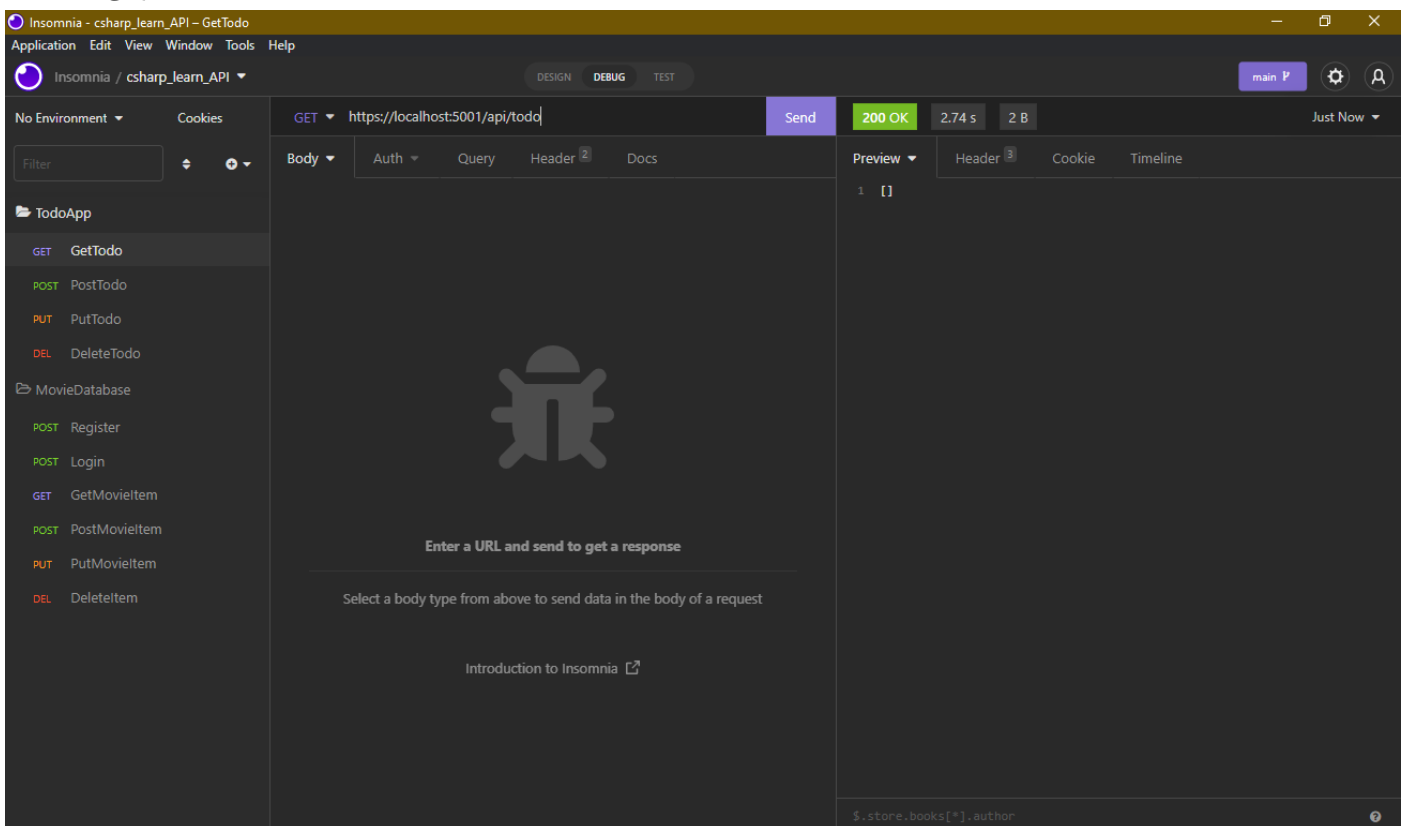 Insomnia - csharp_learn_API – GetTodo
Application Edit View Window Tools Help
Insomnia / csharp_learn_API
DESIGN DEBUG TEST
main
No Environment
Cookies
GET https://localhost:5001/api/todo
Send
200 OK 2.74 s 2 B
Just Now
Filter
Body Auth Query Header 2 Docs
Preview Header 3 Cookie Timeline
1 []
TodoApp
GET GetTodo
POST PostTodo
PUT PutTodo
DEL DeleteTodo
MovieDatabase
POST Register
POST Login
GET GetMovieItem
POST PostMovieItem
PUT PutMovieItem
DEL DeleteItem
Enter a URL and send to get a response
Select a body type from above to send data in the body of a request
Introduction to Insomnia
$.store.books[*].author